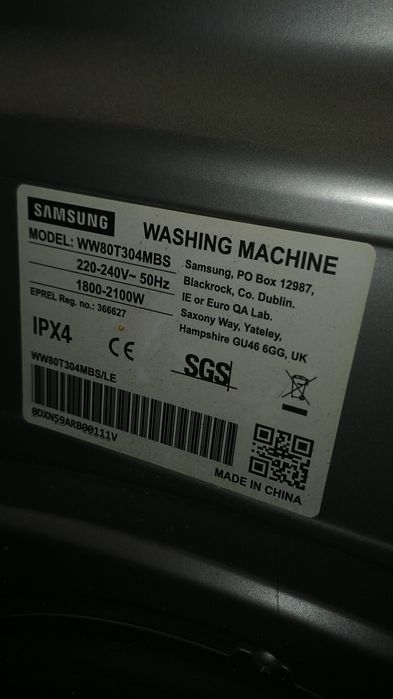 SAMSUNG
WASHING MACHINE
MODEL: WW80T304MBS
220-240V~ 50Hz
1800-2100W
EPREL Reg. no.: 366627
Samsung, PO Box 12987,
Blackrock, Co. Dublin.
IE or Euro QA Lab.
Saxony Way, Yateley,
Hampshire GU46 6GG, UK
IPX4
CE
SGS
WW80T304MBS/LE
0DXN59ARB00111V
MADE IN CHINA